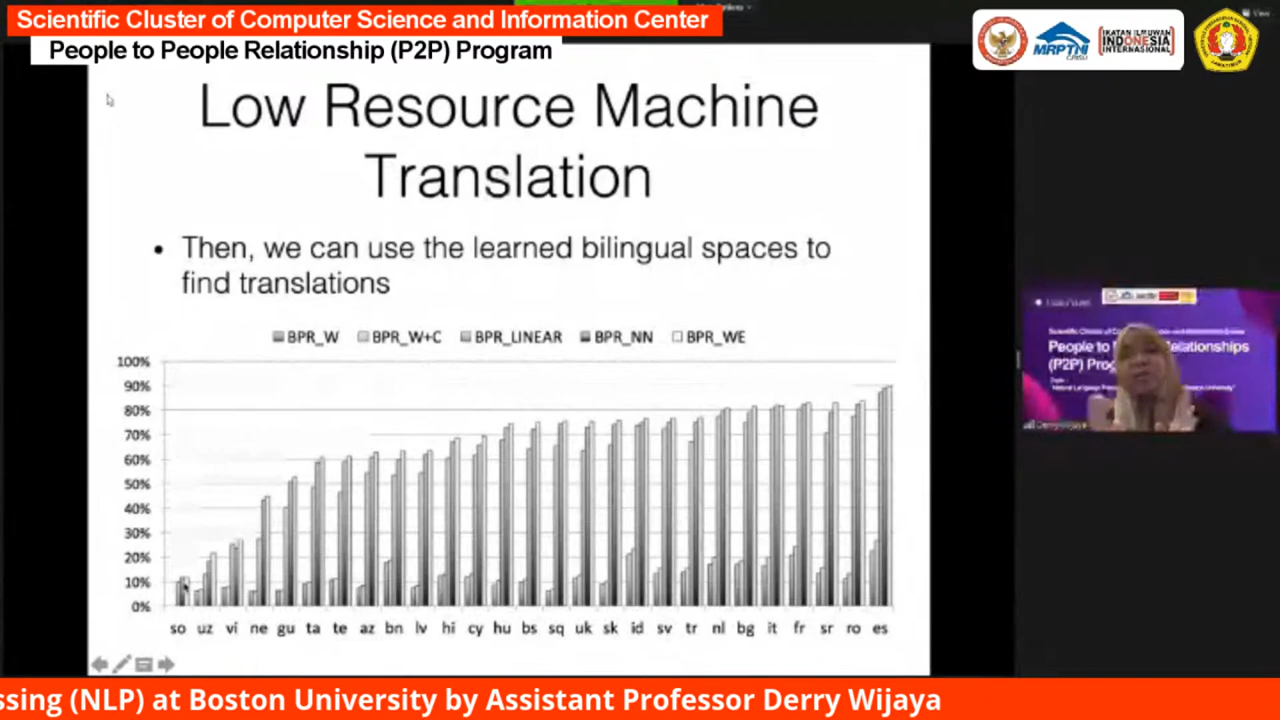 Scientific Cluster of Computer Science and Information Center
People to People Relationship (P2P) Program
View
MRPTNI
IKATAN ILMUWAN
INDONESIA
INTERNASIONAL
Low Resource Machine
Translation
• Then, we can use the learned bilingual spaces to
find translations
BPR_W BPR_W+C BPR_LINEAR BPR_NN BPR_WE
100%
90%
80%
70%
60%
50%
40%
30%
20%
10%
0%
so uz vi ne gu ta te az bn lv hi cy hu bs sq uk sk id sv tr nl bg it fr sr ro es
People to Relationships
(P2P)
ssing (NLP) at Boston University by Assistant Professor Derry Wijaya